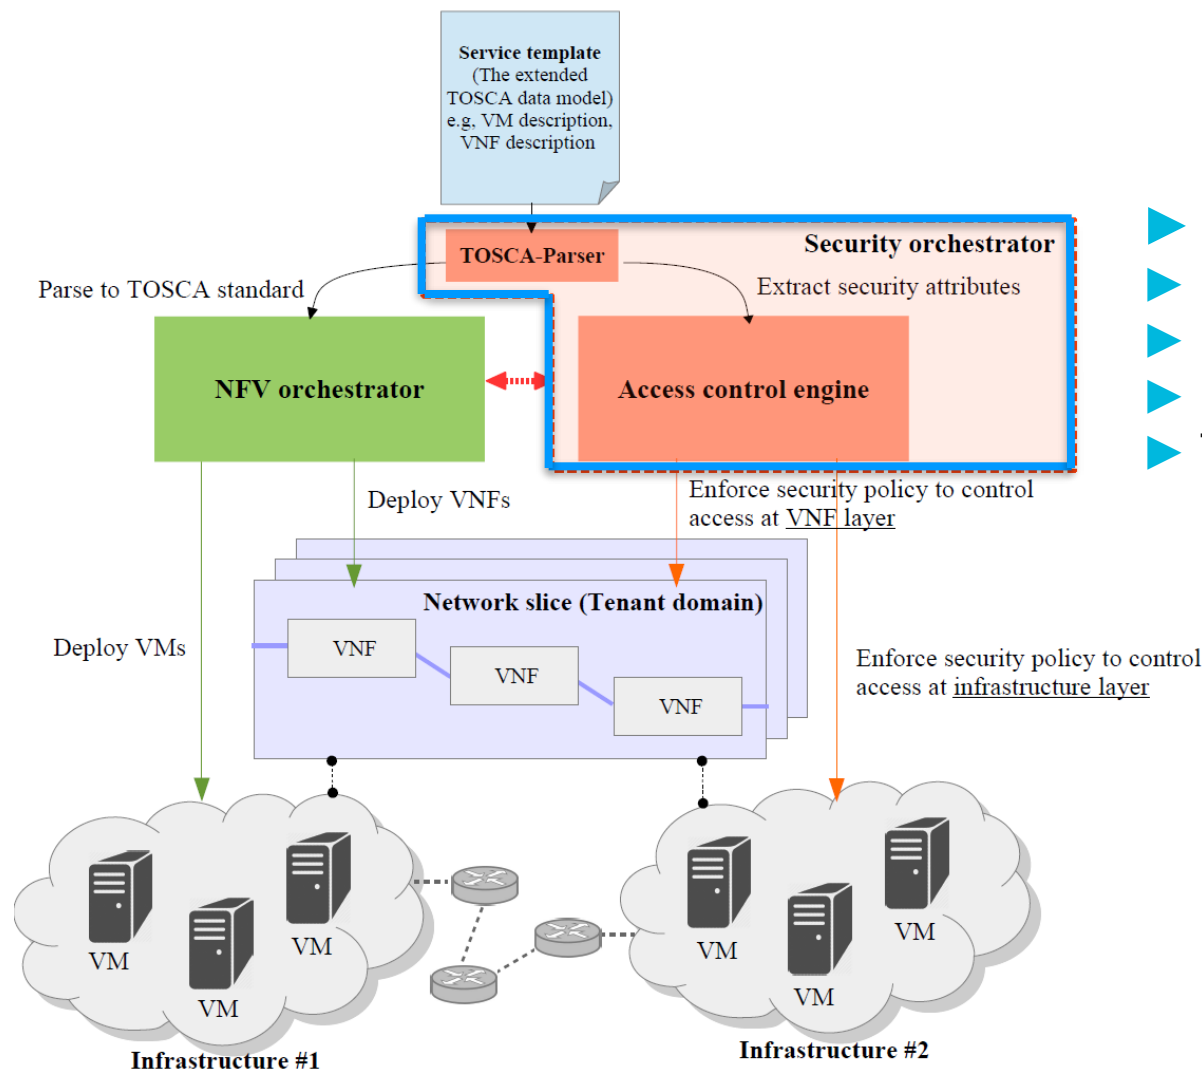 Service template
(The extended
TOSCA data model)
e.g, VM description,
VNF description
Security orchestrator
TOSCA-Parser
Parse to TOSCA standard
Extract security attributes
NFV orchestrator
Access control engine
Deploy VNFs
Enforce security policy to control
access at VNF layer
Network slice (Tenant domain)
Deploy VMs
VNF
VNF
VNF
Enforce security policy to control
access at infrastructure layer
VM
VM
VM
VM
VM
VM
Infrastructure #1
Infrastructure #2